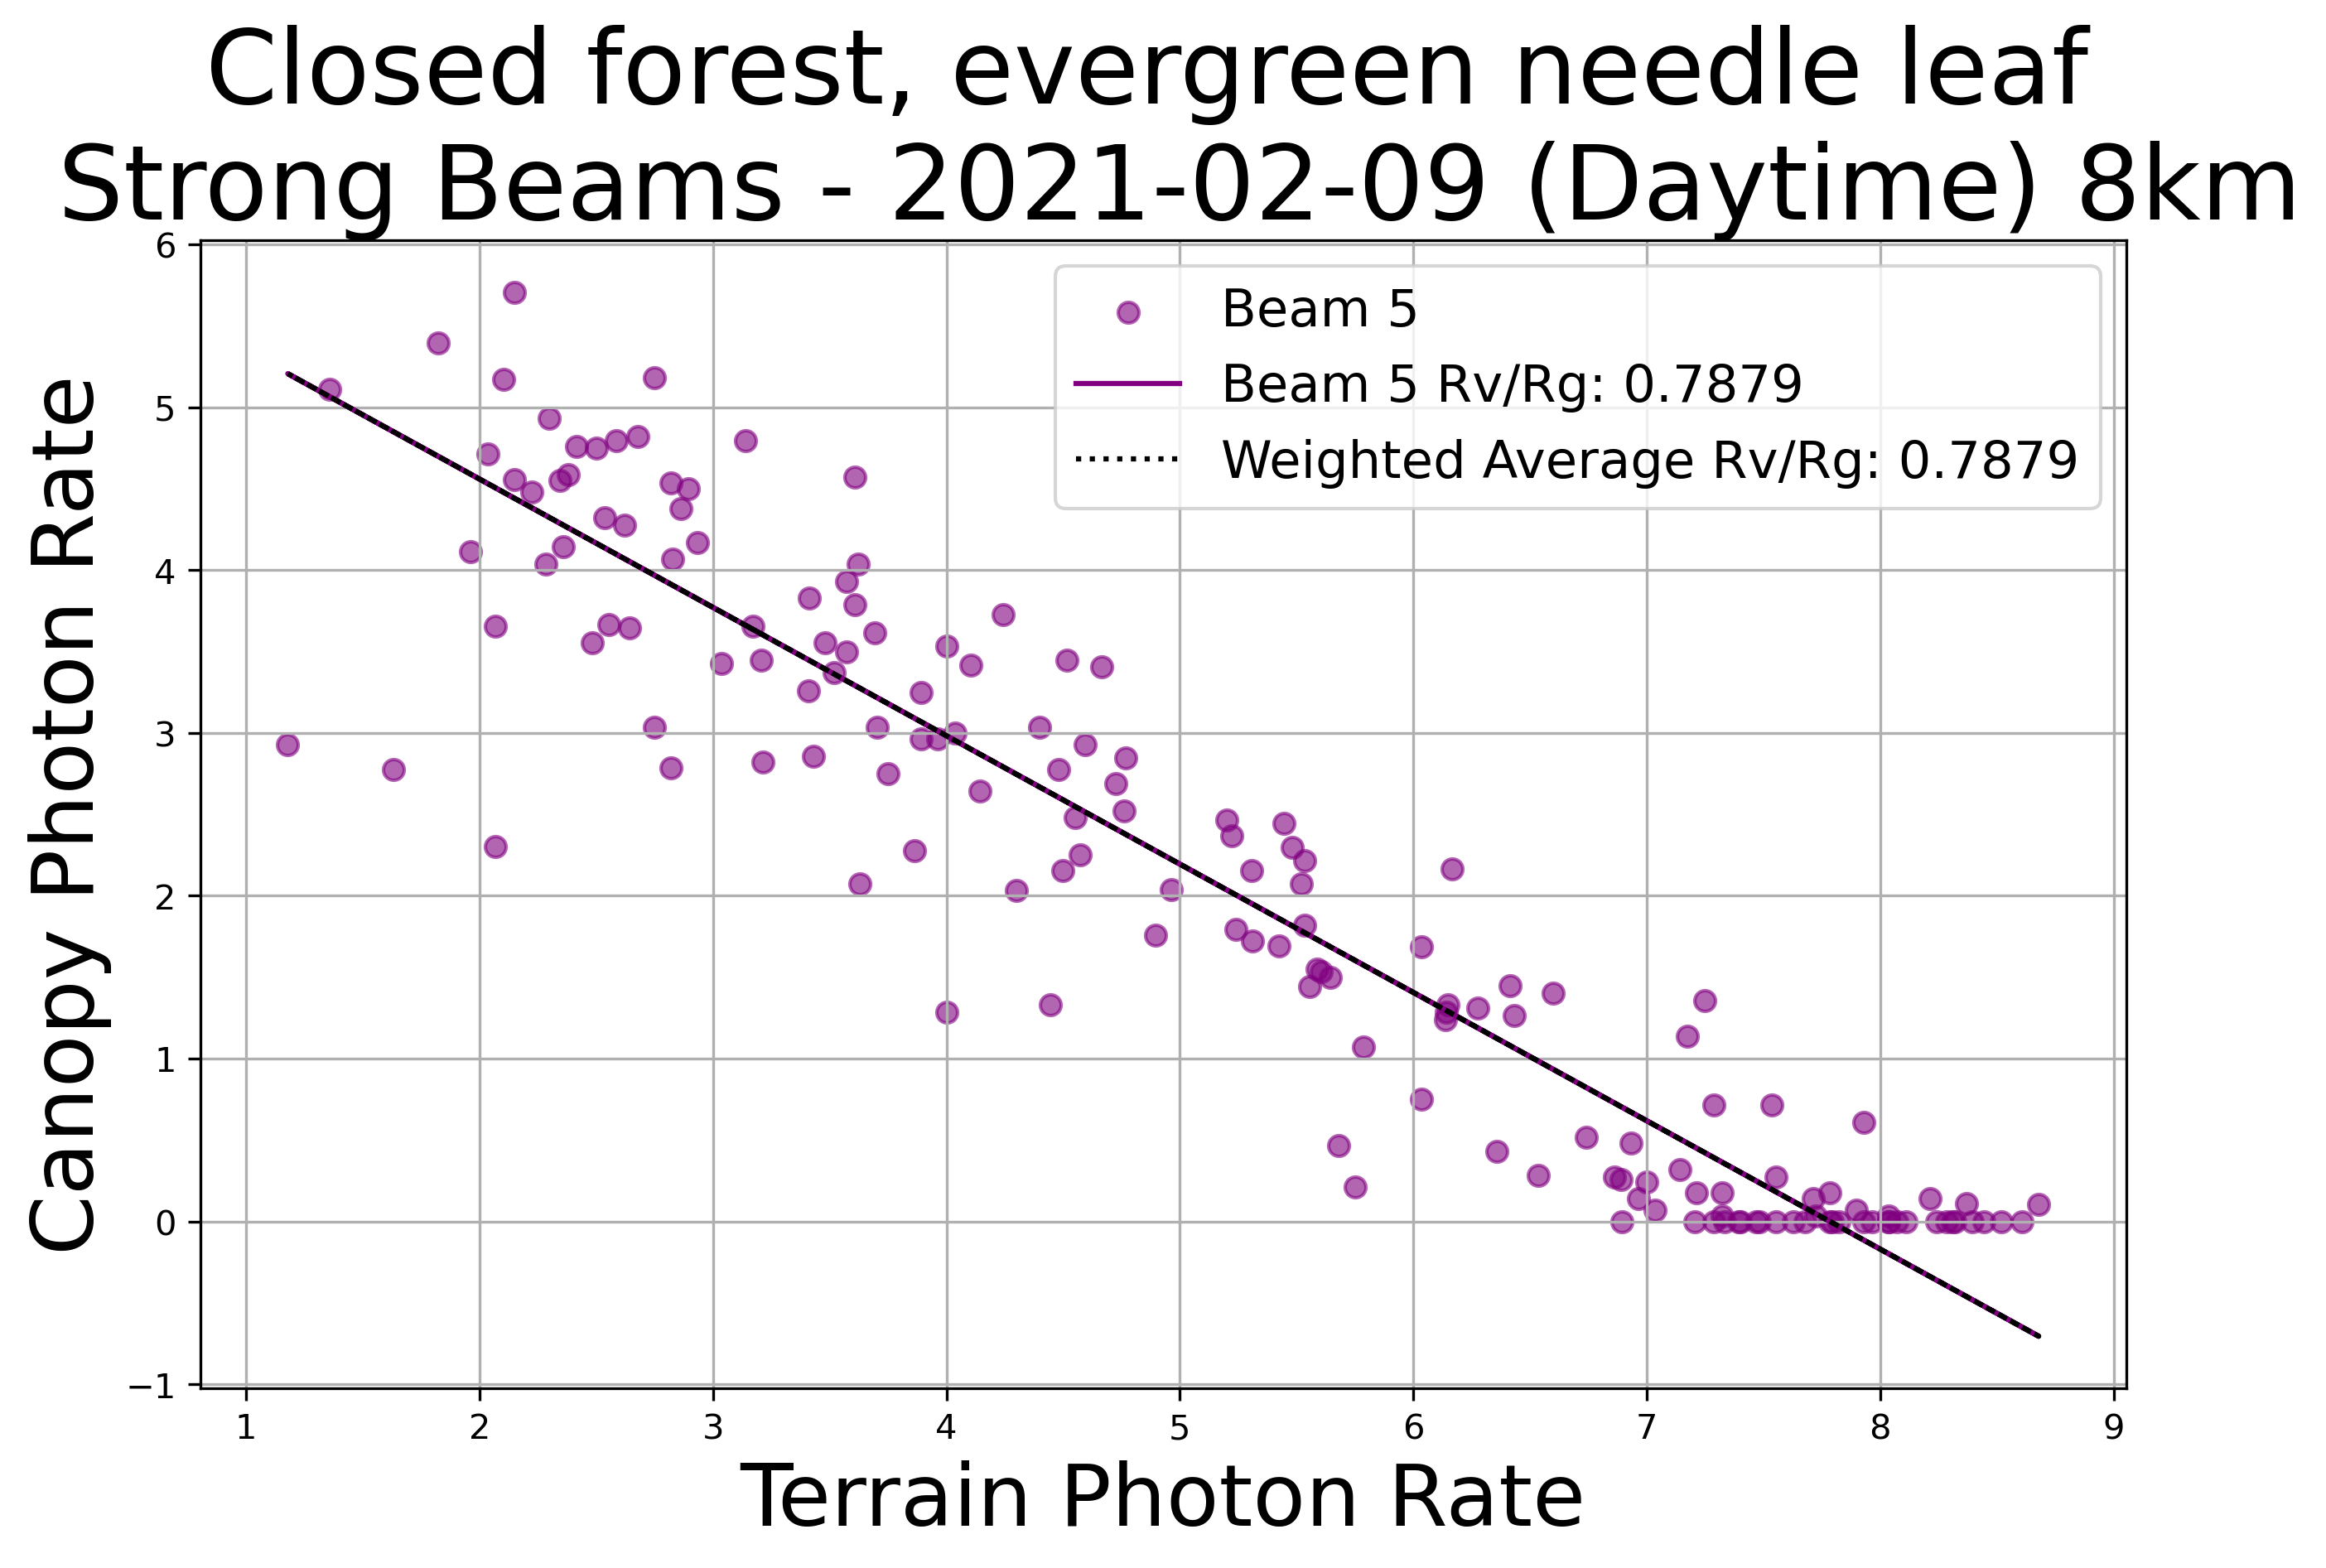 Closed forest, evergreen needle leaf
Strong Beams - 2021-02-09 (Daytime) 8km
Beam 5
Beam 5 Rv/Rg: 0.7879
Weighted Average Rv/Rg: 0.7879
Canopy Photon Rate
6
5
4
3
2
1
0
−1
1 2 3 4 5 6 7 8 9
Terrain Photon Rate